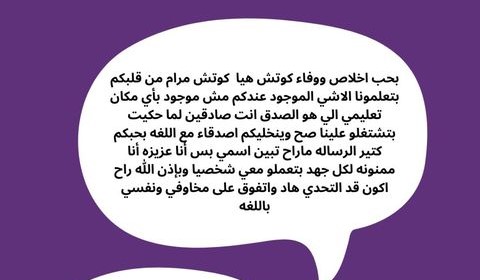 بحب اخلاص ووفاء كوتش هيا كوتش مرام من قلبكم
بتعلمونا الاشي الموجود عندكم مش موجود بأي مكان
تعليمي الي هو الصدق انت صادقين لما حكيت
بتشتغلو علينا صح وينخليكم اصدقاء مع اللغه بحبكم
كتير الرساله ماراح تبين اسمي بس أنا عزيزه أنا
ممنونه لكل جهد بتعملو معي شخصيا وبإذن الله راح
اكون قد التحدي هاد واتفوق على مخاوفي ونفسي
باللغه